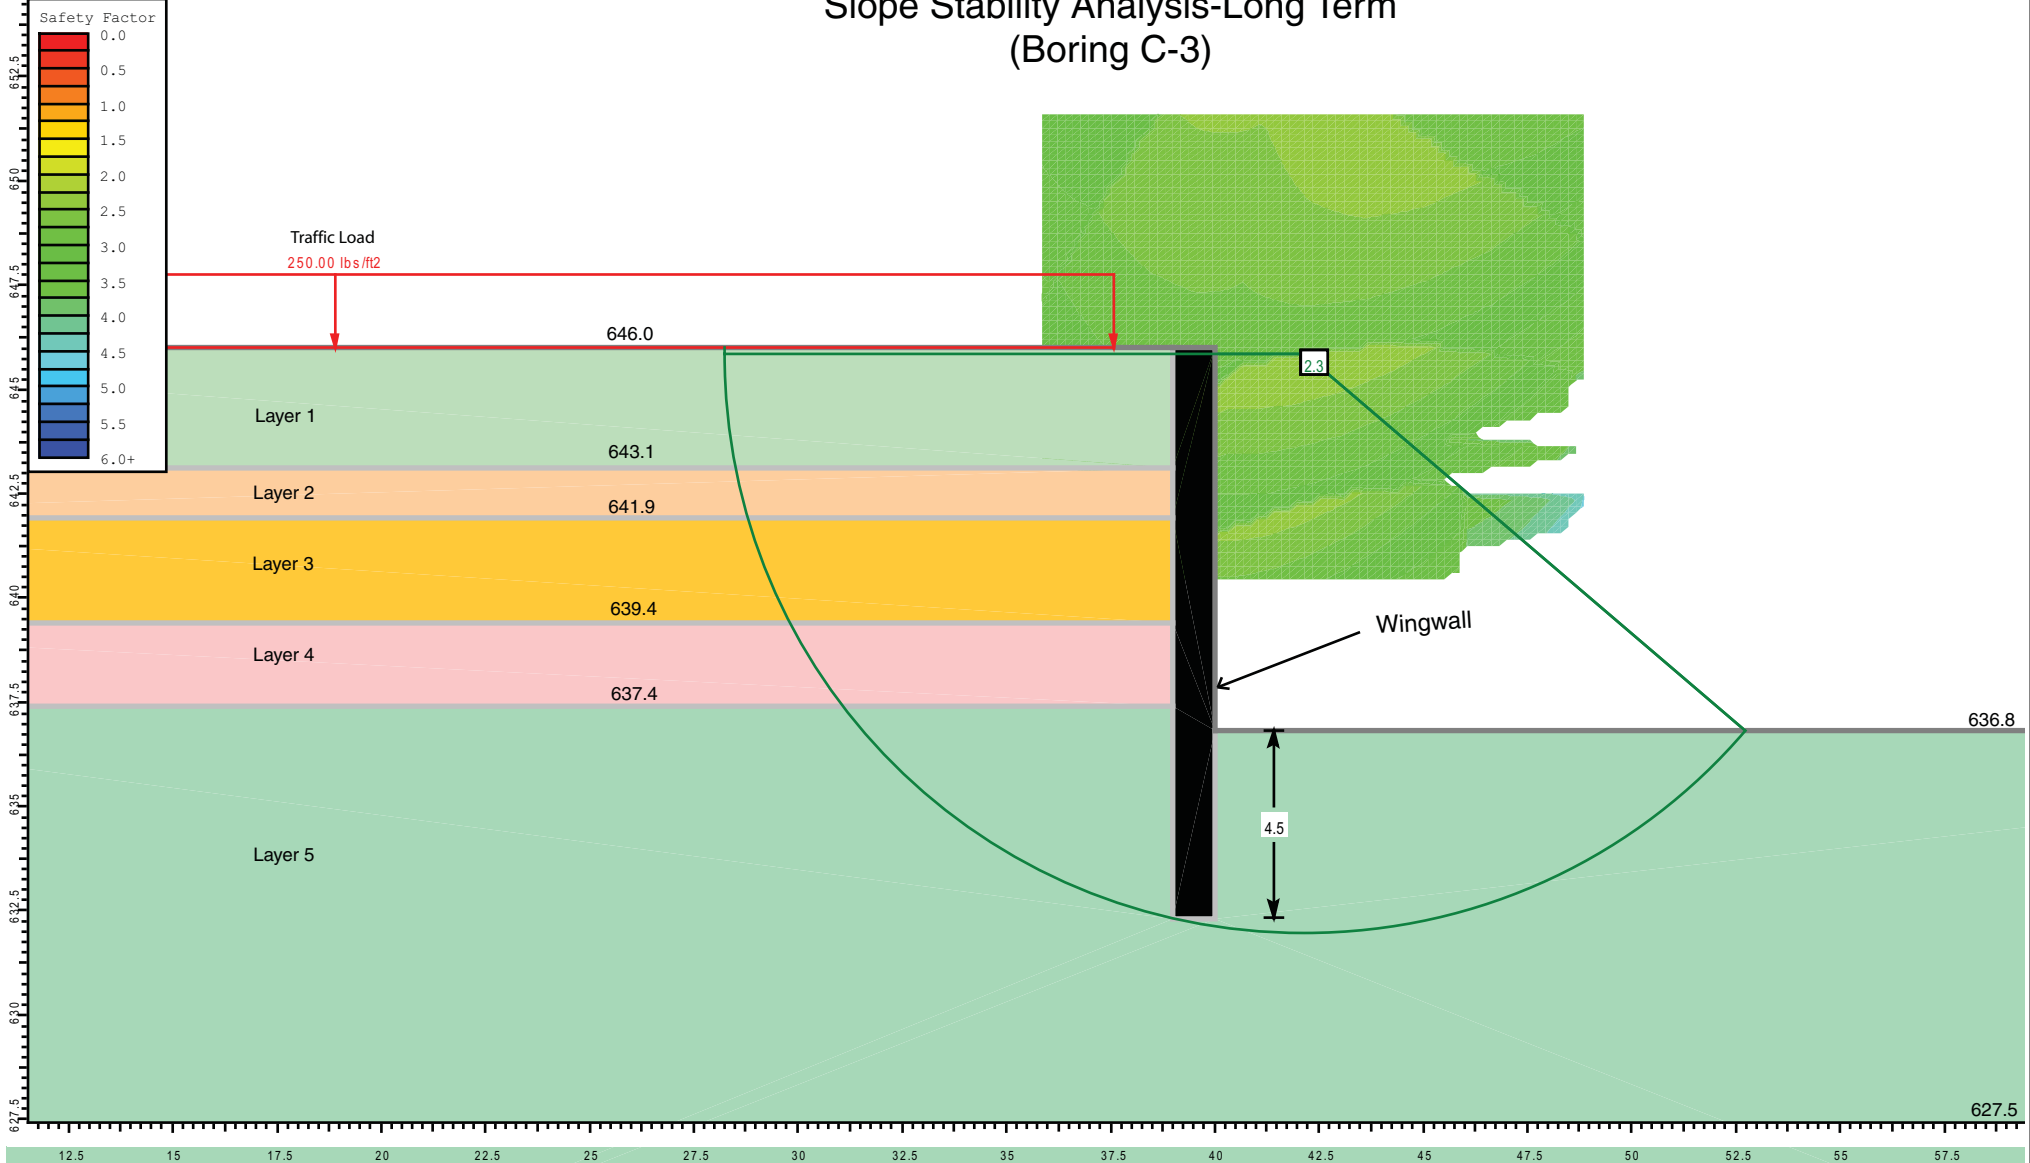 Slope Stability Analysis-Long Term
(Boring C-3)
Safety Factor
0.0
0.5
1.0
1.5
2.0
2.5
3.0
3.5
4.0
4.5
5.0
5.5
6.0+
652.5
650
647.5
645
642.5
640
637.5
635
632.5
630
627.5
Traffic Load
250.00 lbs/ft2
646.0
2.3
Layer 1
643.1
Layer 2
641.9
Layer 3
639.4
Wingwall
Layer 4
637.4
636.8
4.5
Layer 5
627.5
12.5 15 17.5 20 22.5 25 27.5 30 32.5 35 37.5 40 42.5 45 47.5 50 52.5 55 57.5